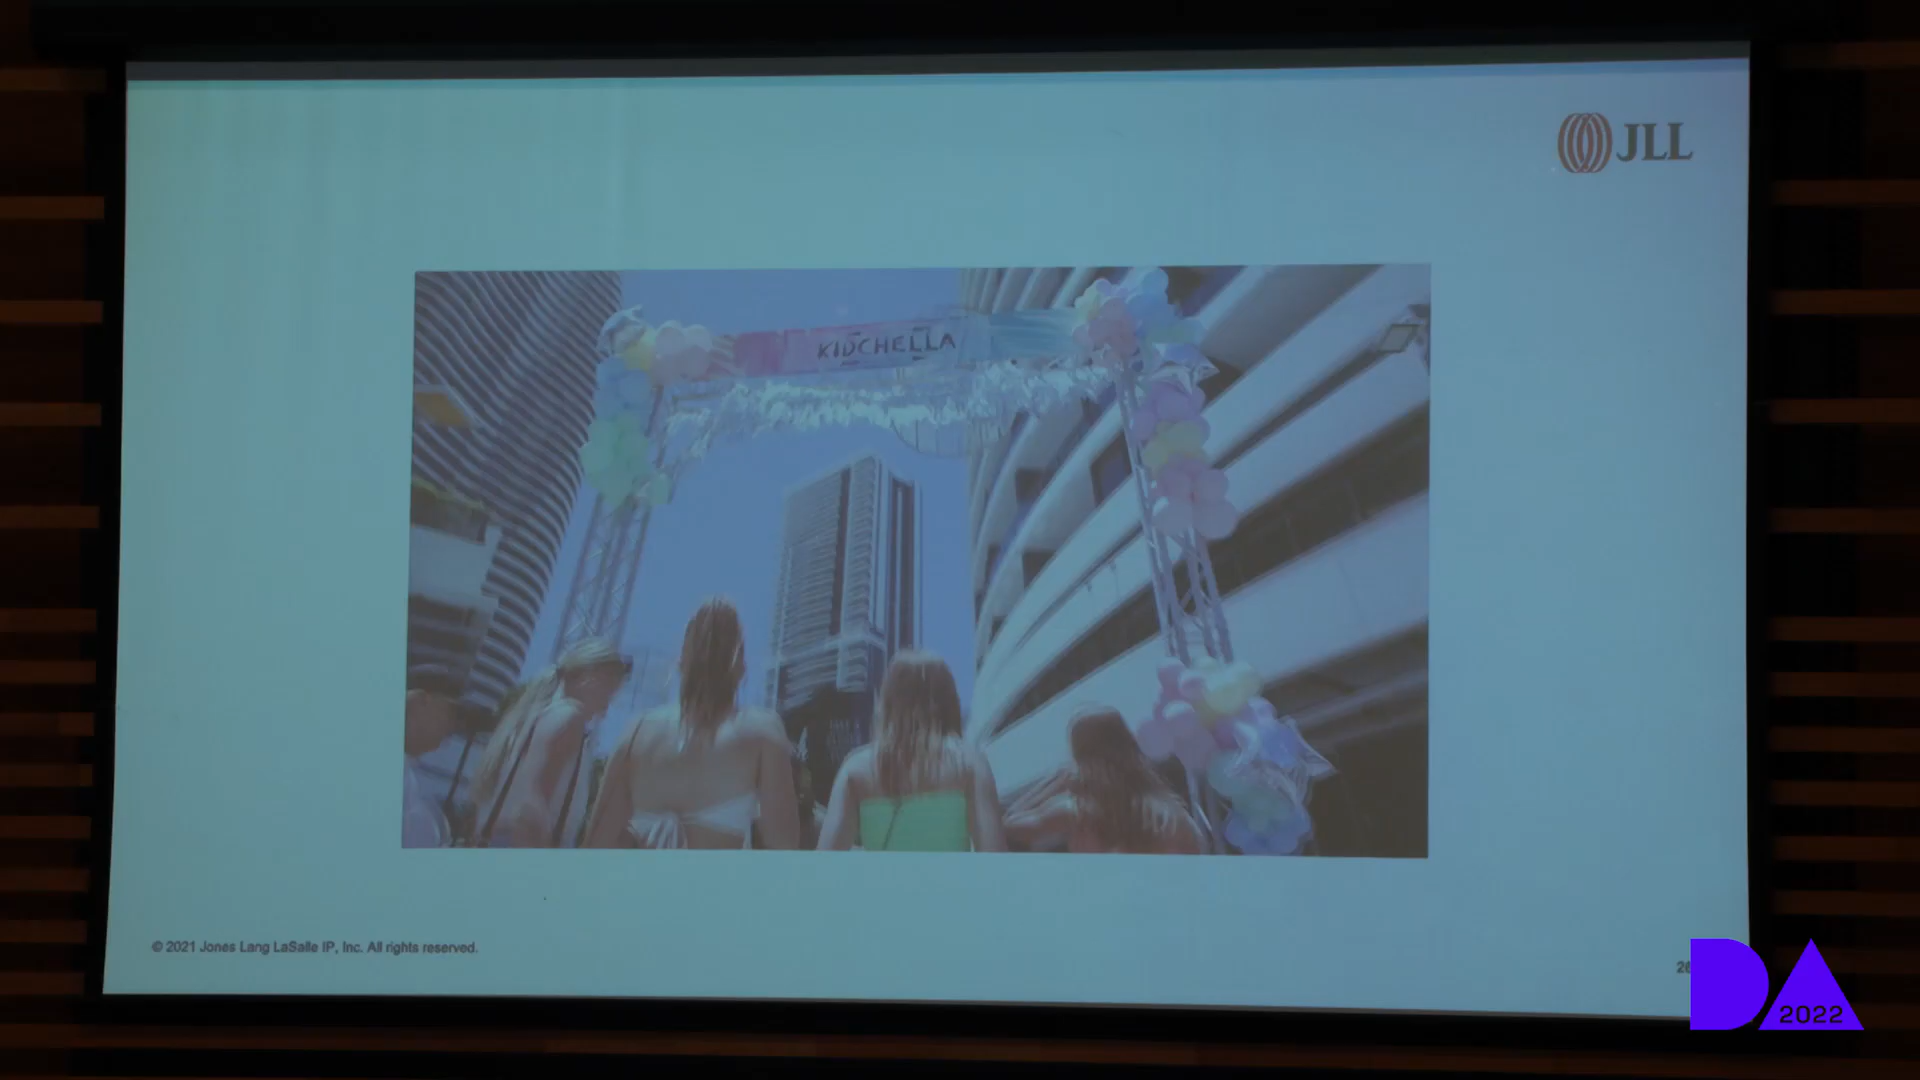 JLL
KIDCHELLA
© 2021 Jones Lang LaSalle IP, Inc. All rights reserved.
2022